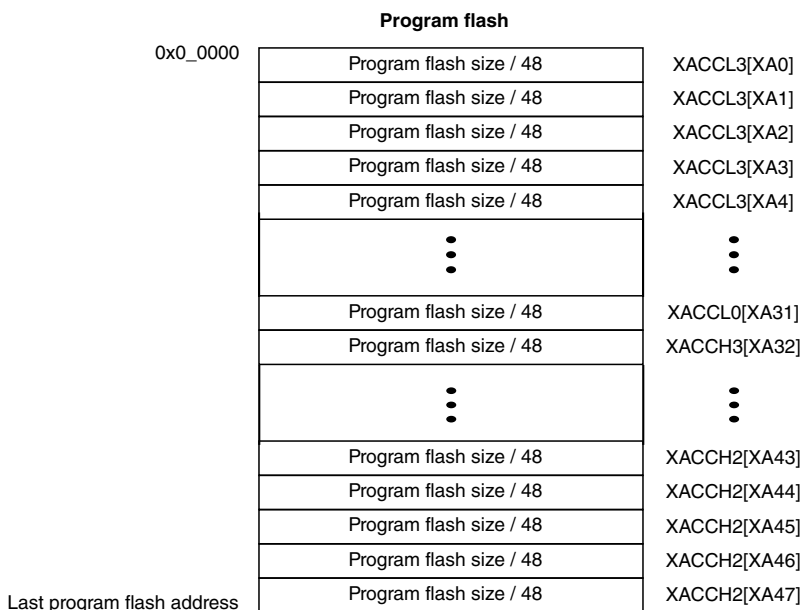 Program flash
0x0_0000
Program flash size / 48 XACCL3[XA0]
Program flash size / 48 XACCL3[XA1]
Program flash size / 48 XACCL3[XA2]
Program flash size / 48 XACCL3[XA3]
Program flash size / 48 XACCL3[XA4]
Program flash size / 48 XACCL0[XA31]
Program flash size / 48 XACCH3[XA32]
Program flash size / 48 XACCH2[XA43]
Program flash size / 48 XACCH2[XA44]
Program flash size / 48 XACCH2[XA45]
Program flash size / 48 XACCH2[XA46]
Program flash size / 48 XACCH2[XA47]
Last program flash address